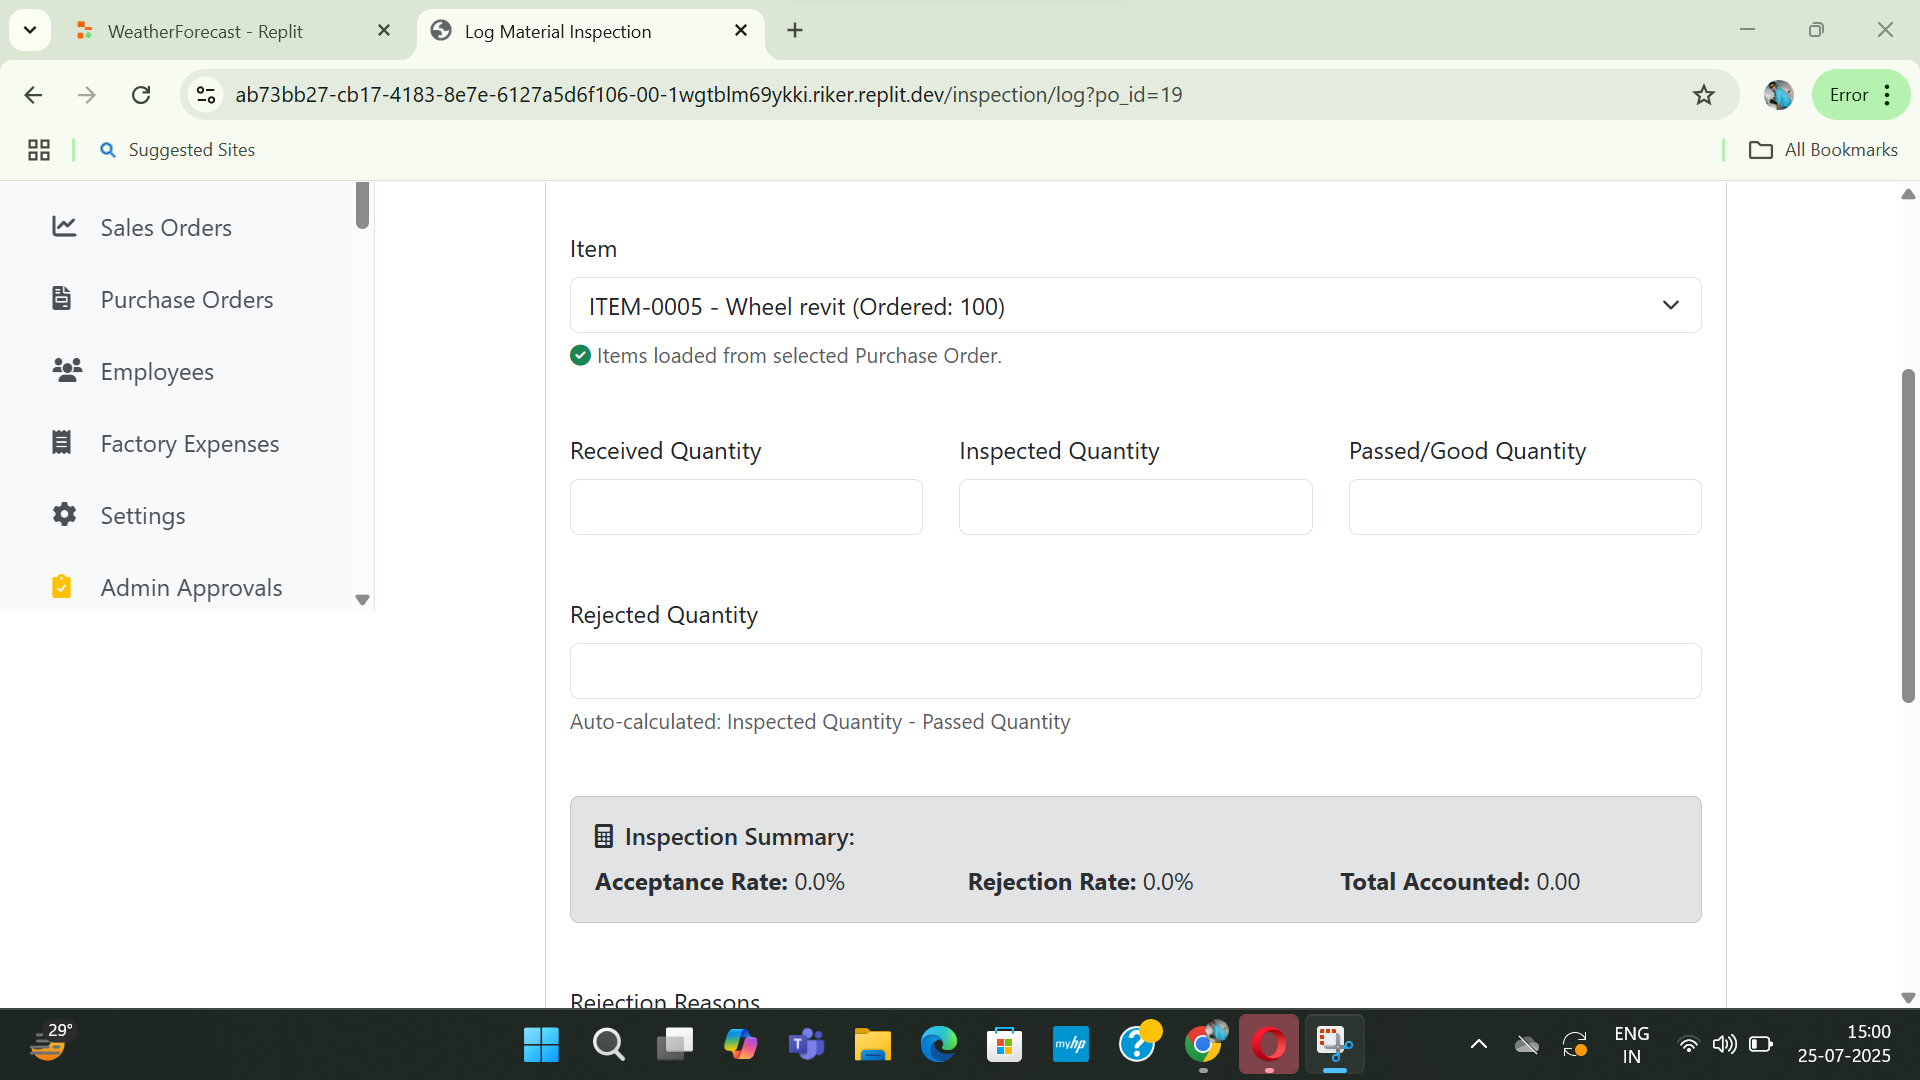 WeatherForecast - Replit
Log Material Inspection
ab73bb27-cb17-4183-8e7e-6127a5d6f106-00-1wgtblm69ykki.riker.replit.dev/inspection/log?po_id=19
Error
Suggested Sites
All Bookmarks
Sales Orders
Purchase Orders
Employees
Factory Expenses
Settings
Admin Approvals
Item
ITEM-0005 - Wheel revit (Ordered: 100)
Items loaded from selected Purchase Order.
Received Quantity
Inspected Quantity
Passed/Good Quantity
Rejected Quantity
Auto-calculated: Inspected Quantity - Passed Quantity
Inspection Summary:
Acceptance Rate: 0.0%
Rejection Rate: 0.0%
Total Accounted: 0.00
Rejection Reasons
29°
myhp
ENG
IN
15:00
25-07-2025